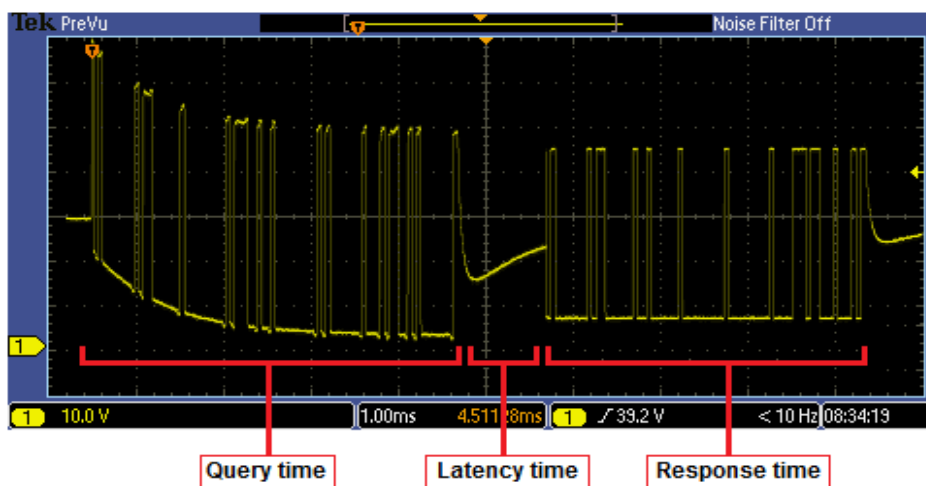 Tek PreVu Noise Filter Off
T
T
1
1 10.0 V 1.00ms 4.51128ms 1 39.2 V < 10 Hz 08:34:19
Query time Latency time Response time